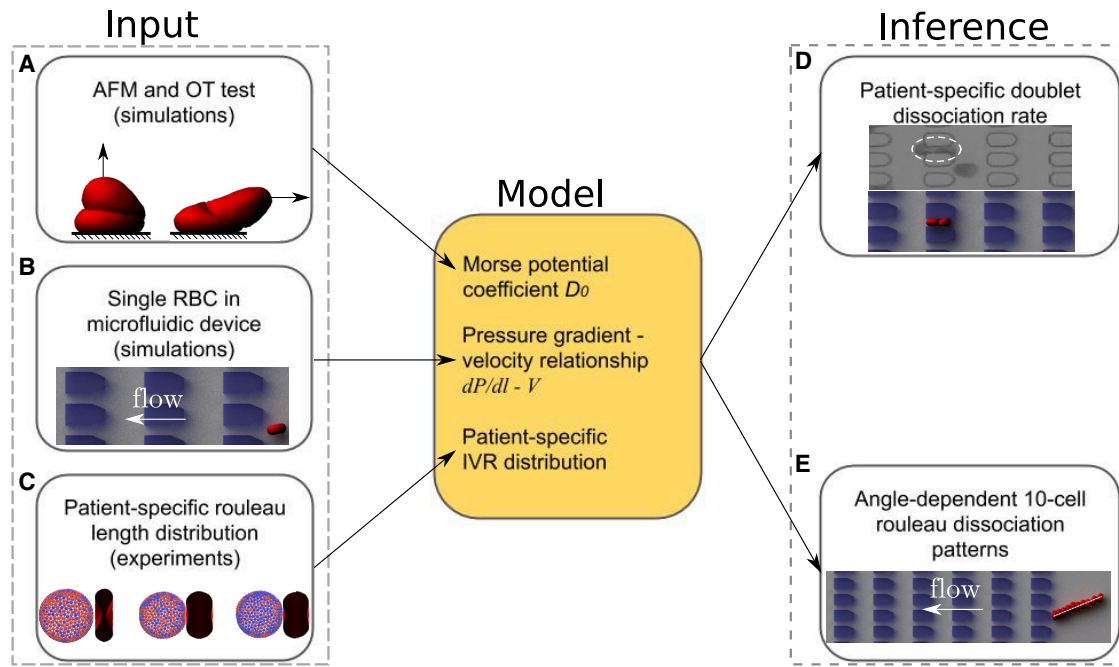 Input
A
AFM and OT test
(simulations)
B
Single RBC in
microfluidic device
(simulations)
flow
C
Patient-specific rouleau
length distribution
(experiments)
Model
Morse potential
coefficient D0
Pressure gradient -
velocity relationship
dP/dl - V
Patient-specific
IVR distribution
Inference
D
Patient-specific doublet
dissociation rate
E
Angle-dependent 10-cell
rouleau dissociation
patterns
flow